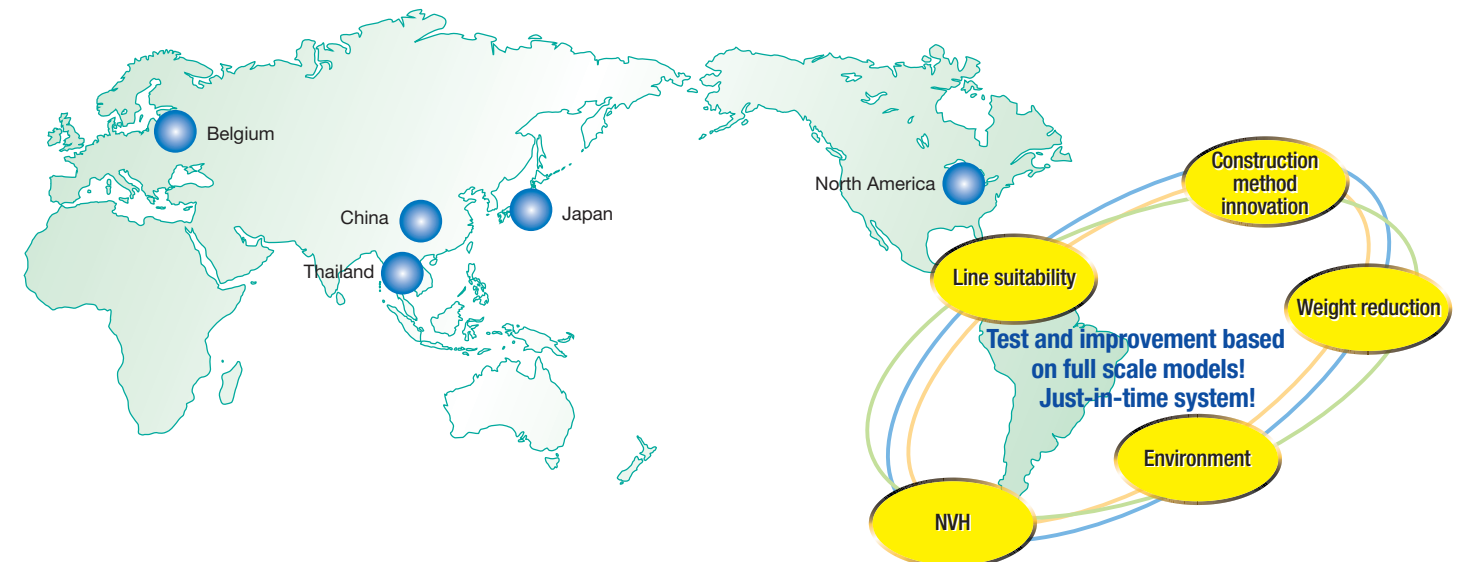 Belgium
China
Japan
Thailand
North America
Construction
method
innovation
Line suitability
Weight reduction
Test and improvement based
on full scale models!
Just-in-time system!
Environment
NVH